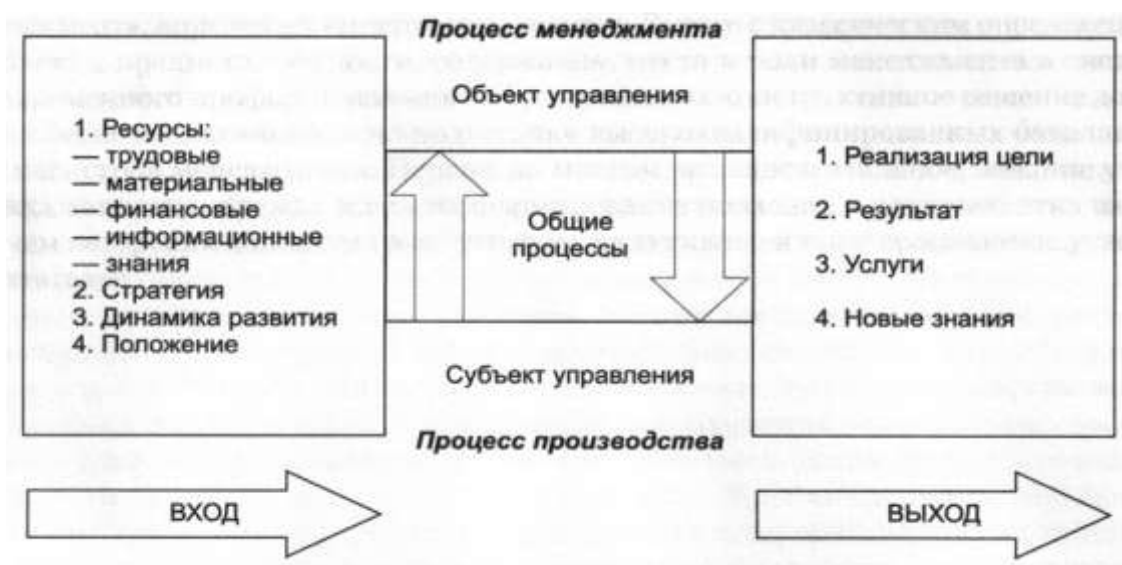 Процесс менеджмента
Объект управления
1. Ресурсы:
— трудовые
— материальные
— финансовые
— информационные
— знания
2. Стратегия
3. Динамика развития
4. Положение
Общие
процессы
1. Реализация цели
2. Результат
3. Услуги
4. Новые знания
Субъект управления
Процесс производства
ВХОД
ВЫХОД